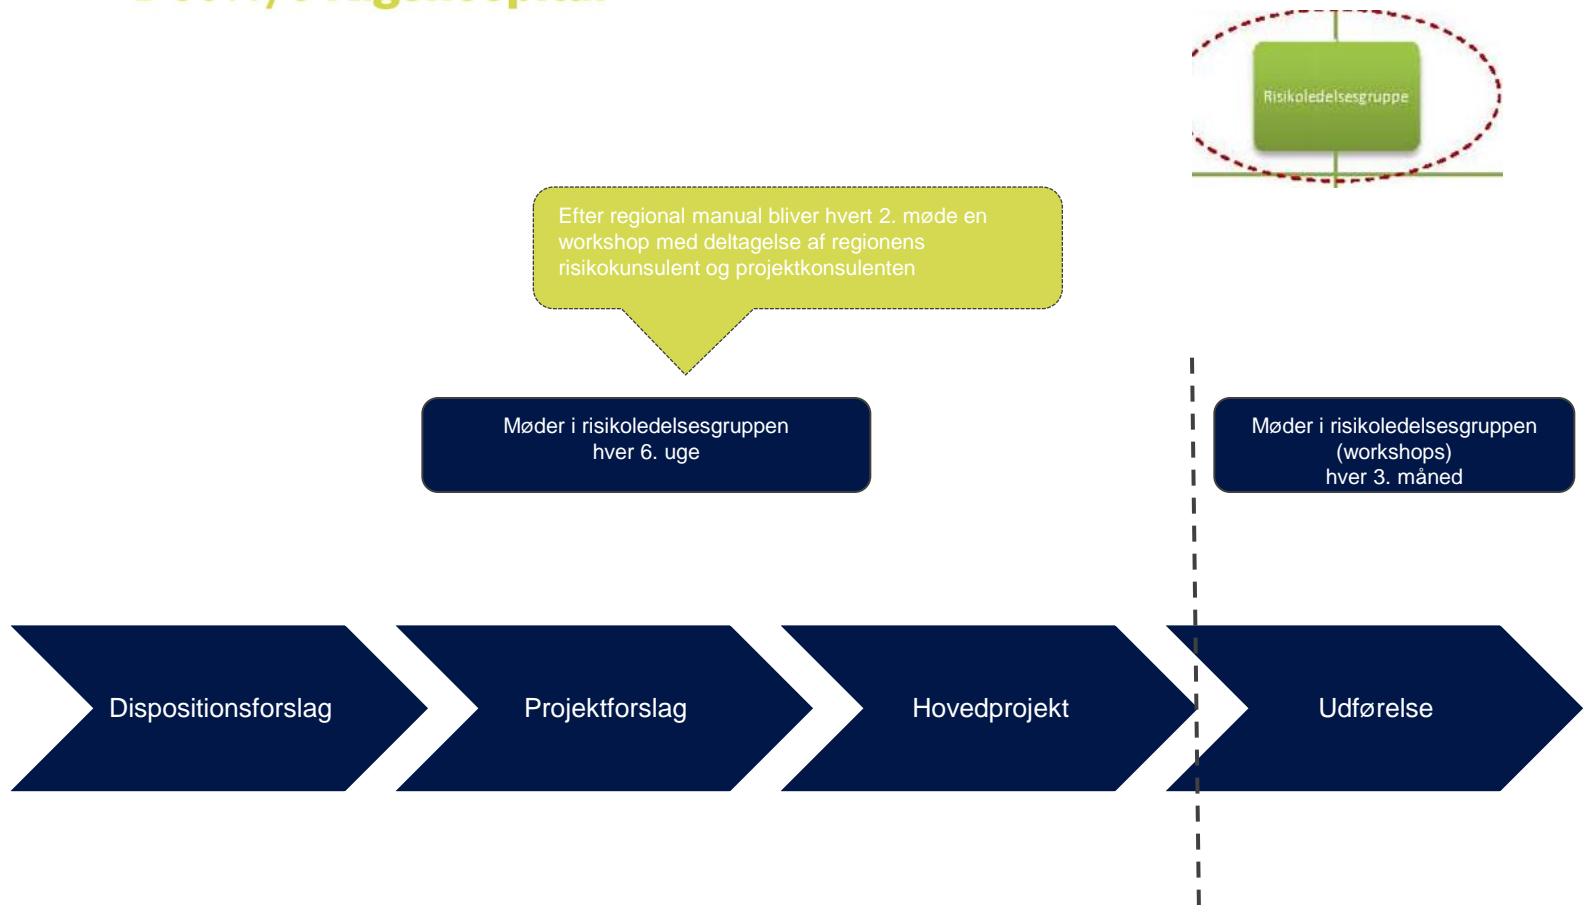 Risikoledelsesgruppe
Efter regional manual bliver hvert 2. møde en
workshop med deltagelse af regionens
risikokunsulent og projektkonsulenten
Møder i risikoledelsesgruppen
hver 6. uge
Møder i risikoledelsesgruppen
(workshops)
hver 3. måned
Dispositionsforslag
Projektforslag
Hovedprojekt
Udførelse